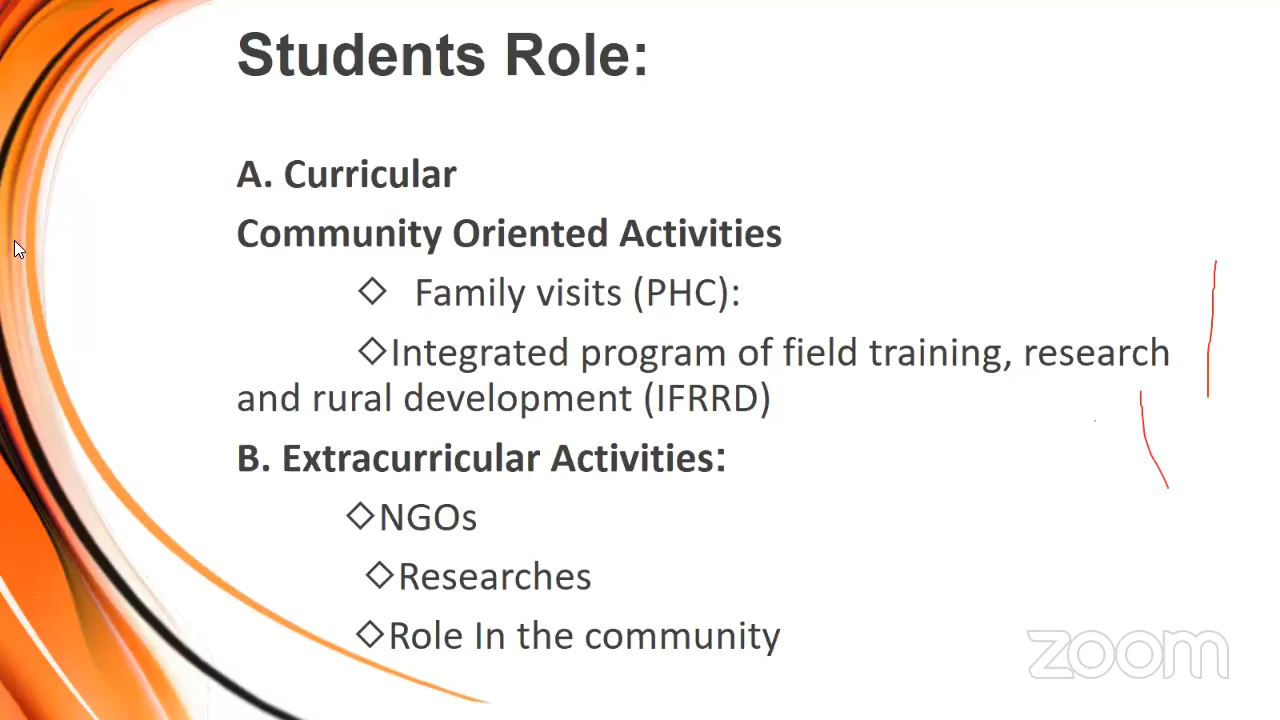 Students Role:
A. Curricular
Community Oriented Activities
◇ Family visits (PHC):
◇Integrated program of field training, research
and rural development (IFRRD)
B. Extracurricular Activities:
◇NGOs
◇Researches
◇Role In the community
zoom